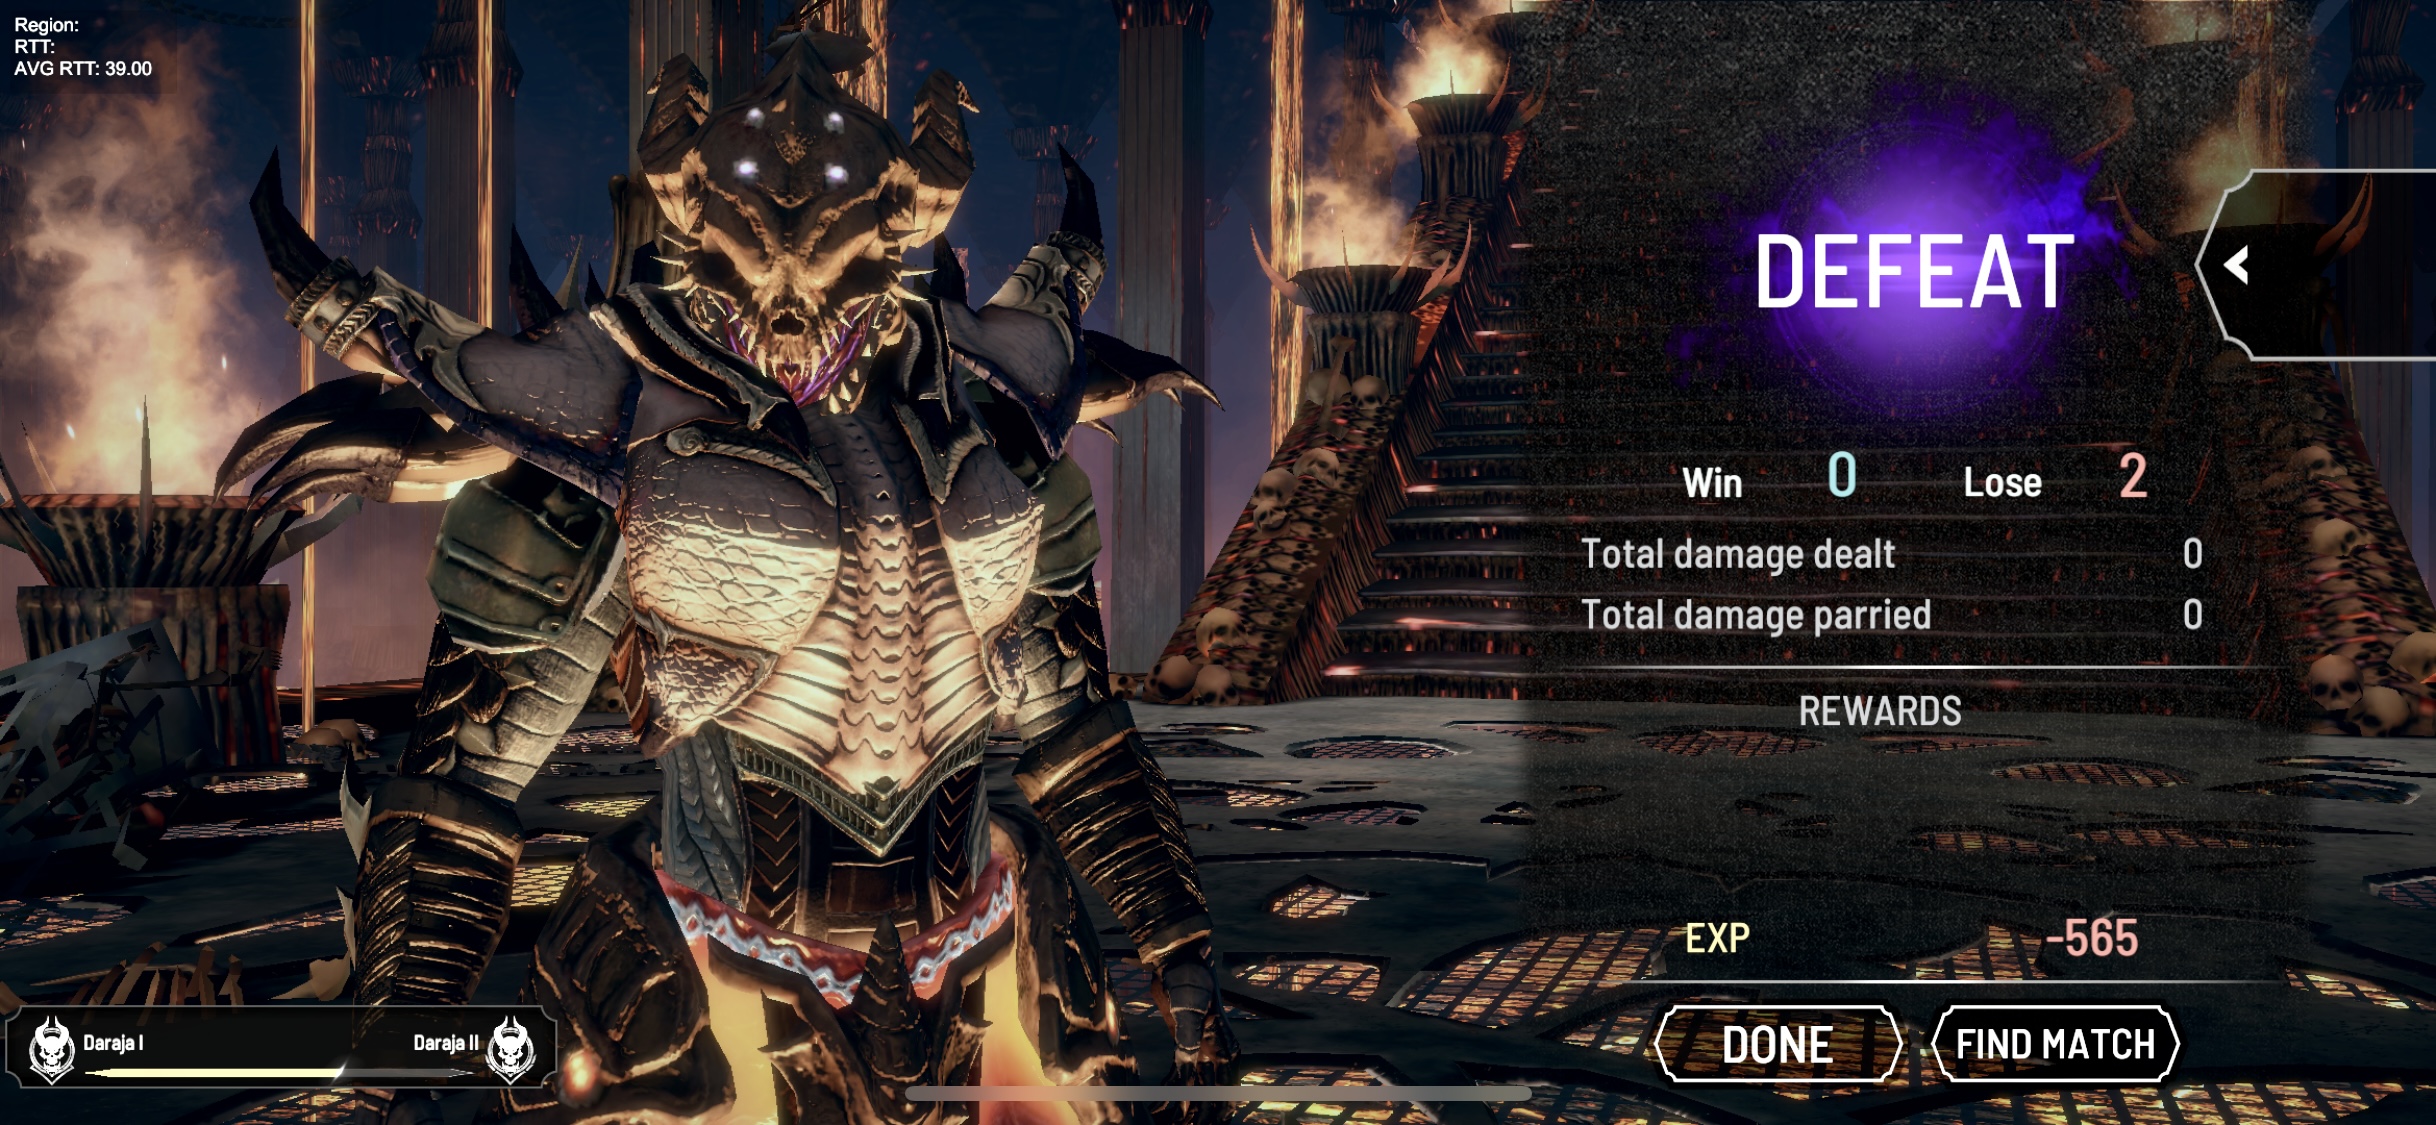 Region:
RTT:
AVG RTT: 39.00
DEFEAT
Win 0 Lose 2
Total damage dealt 0
Total damage parried 0
REWARDS
EXP -565
Daraja I Daraja II
DONE FIND MATCH